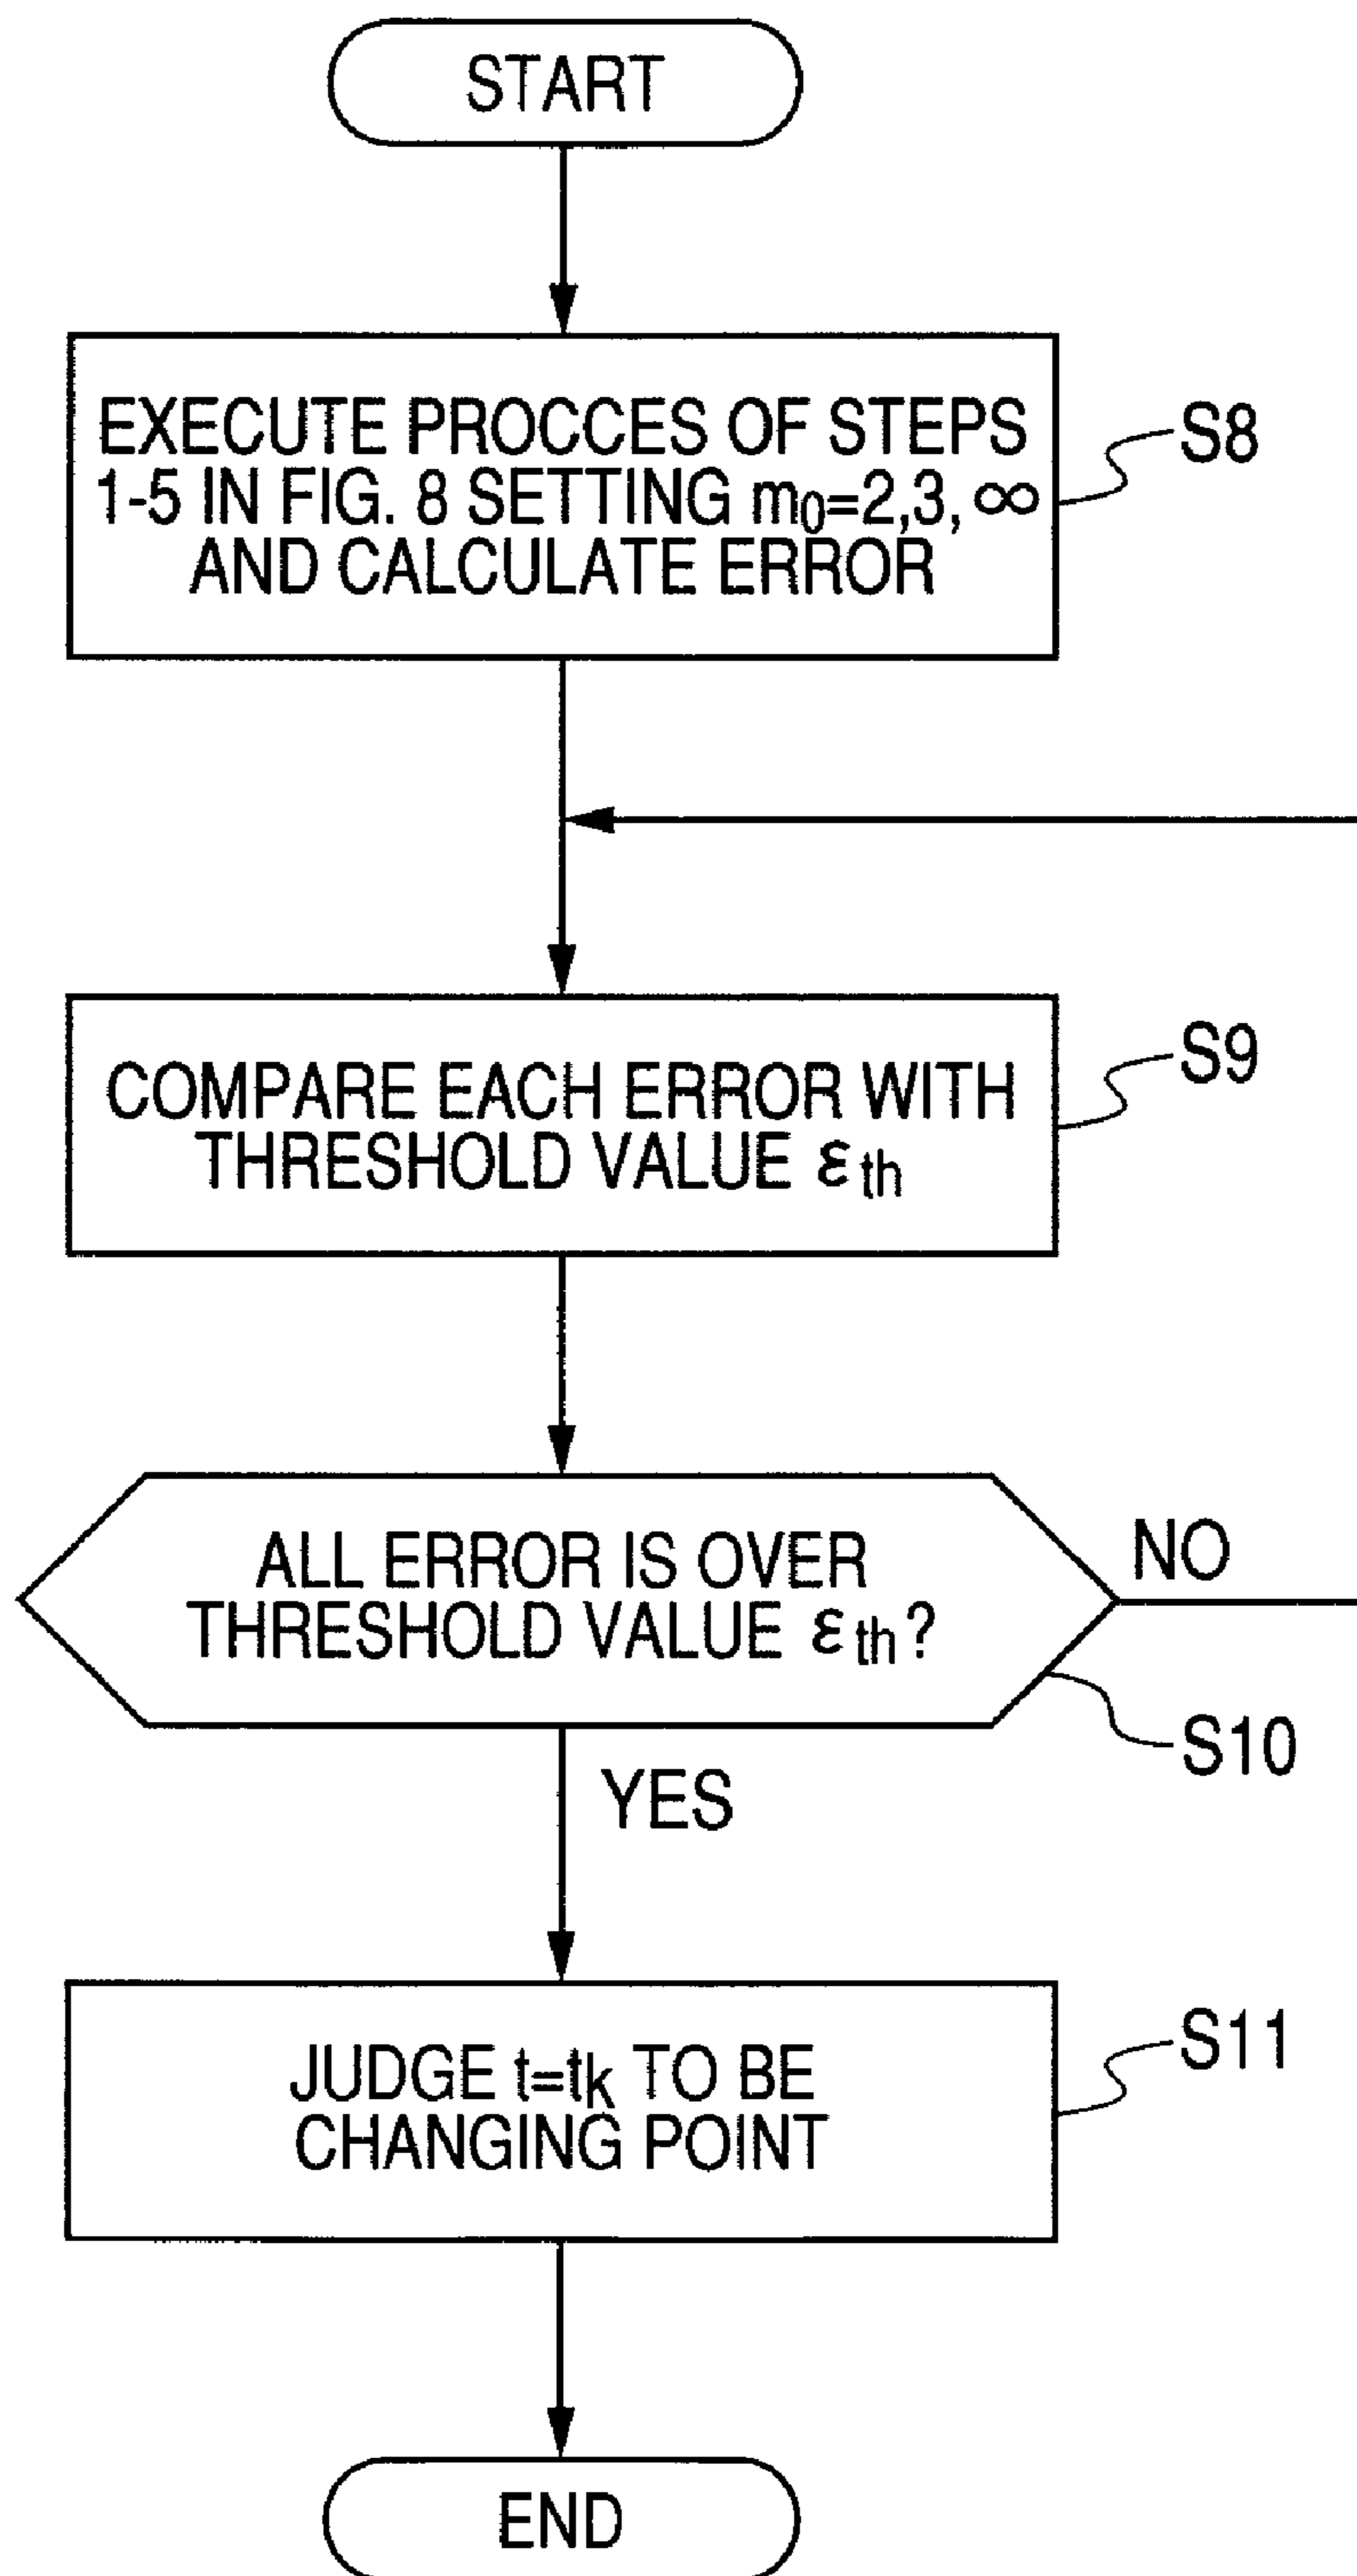 START
EXECUTE PROCCES OF STEPS
1-5 IN FIG. 8 SETTING m₀=2,3, ∞
AND CALCULATE ERROR
S8
COMPARE EACH ERROR WITH
THRESHOLD VALUE εth
S9
ALL ERROR IS OVER
THRESHOLD VALUE εth?
NO
S10
YES
JUDGE t=tk TO BE
CHANGING POINT
S11
END